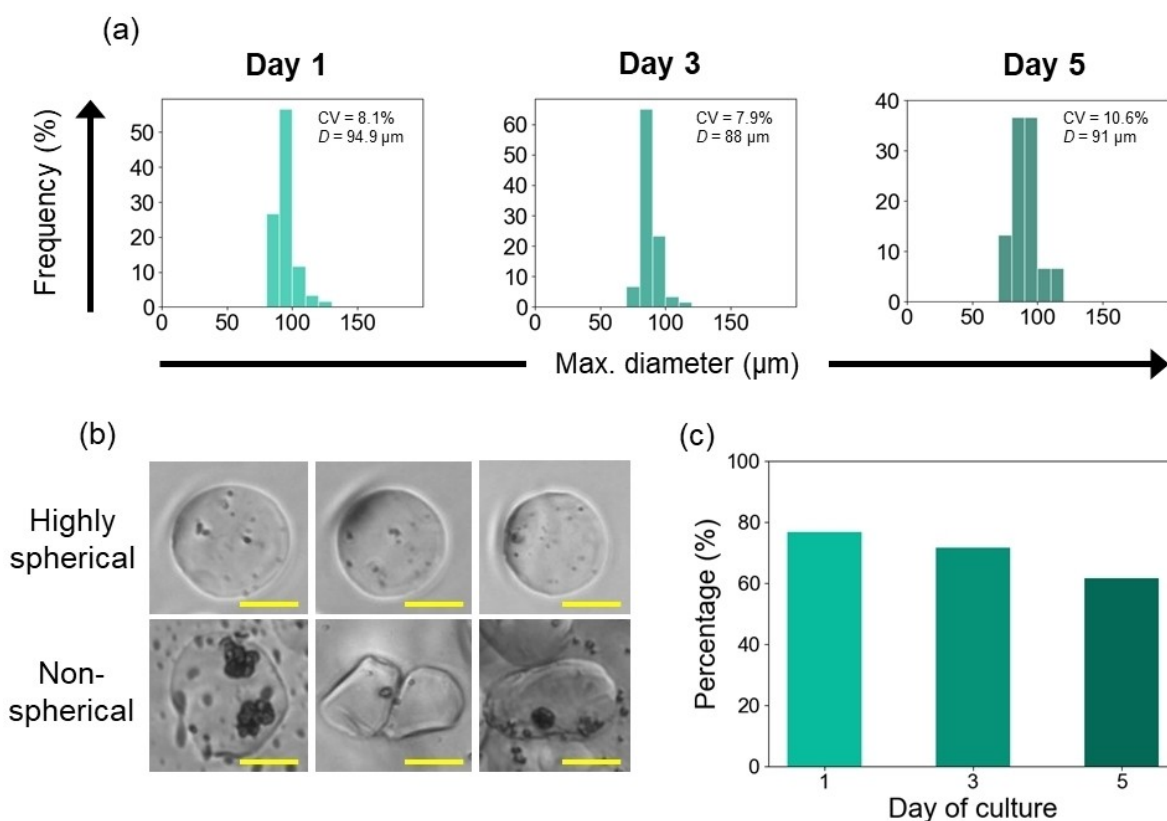 (a)
Day 1
Day 3
Day 5
Frequency (%)
50
40
30
20
10
0
0
50
100
150
CV = 8.1%
D = 94.9 µm
60
50
40
30
20
10
0
0
50
100
150
CV = 7.9%
D = 88 µm
40
30
20
10
0
0
50
100
150
CV = 10.6%
D = 91 µm
Max. diameter (µm)
(b)
Highly
spherical
Non-
spherical
(c)
Percentage (%)
100
80
60
40
20
0
1
3
5
Day of culture